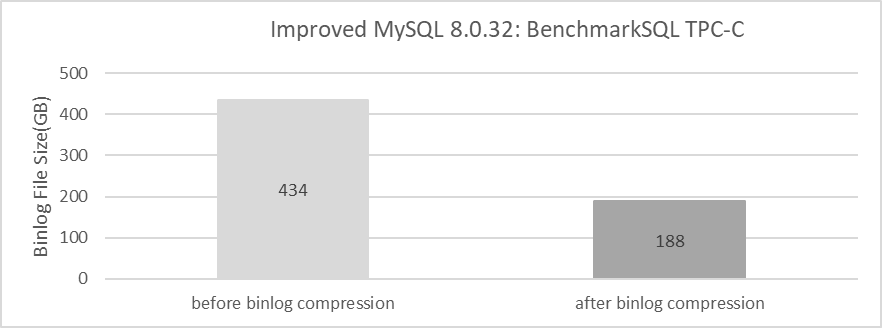 Improved MySQL 8.0.32: BenchmarkSQL TPC-C
Binlog File Size(GB)
500
400
300
200
100
0
434
188
before binlog compression
after binlog compression